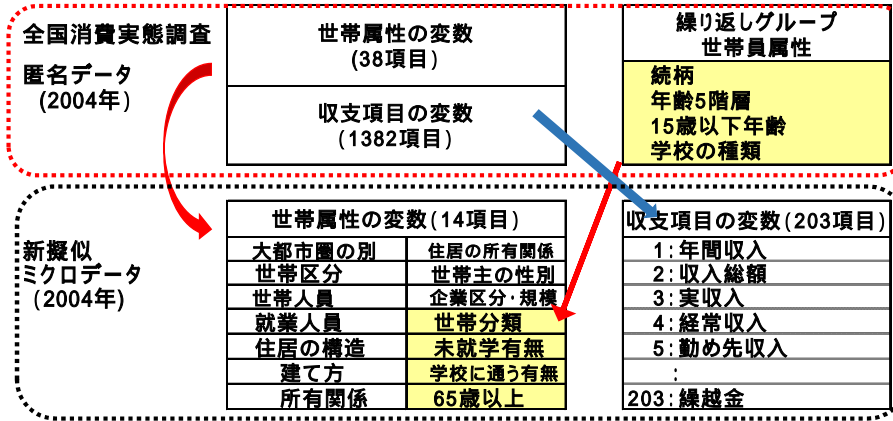 全国消費実態調査
匿名データ
(2004年)
世帯属性の変数
(38項目)
収支項目の変数
(1382項目)
繰り返しグループ
世帯員属性
続柄
年齢5階層
15歳以下年齢
学校の種類
新擬似
ミクロデータ
(2004年)
世帯属性の変数(14項目)
大都市圏の別 住居の所有関係
世帯区分 世帯主の性別
世帯人員 企業区分・規模
就業人員 世帯分類
住居の構造 未就学有無
建て方 学校に通う有無
所有関係 65歳以上
収支項目の変数(203項目)
1:年間収入
2:収入総額
3:実収入
4:経常収入
5:勤め先収入
:
203:繰越金